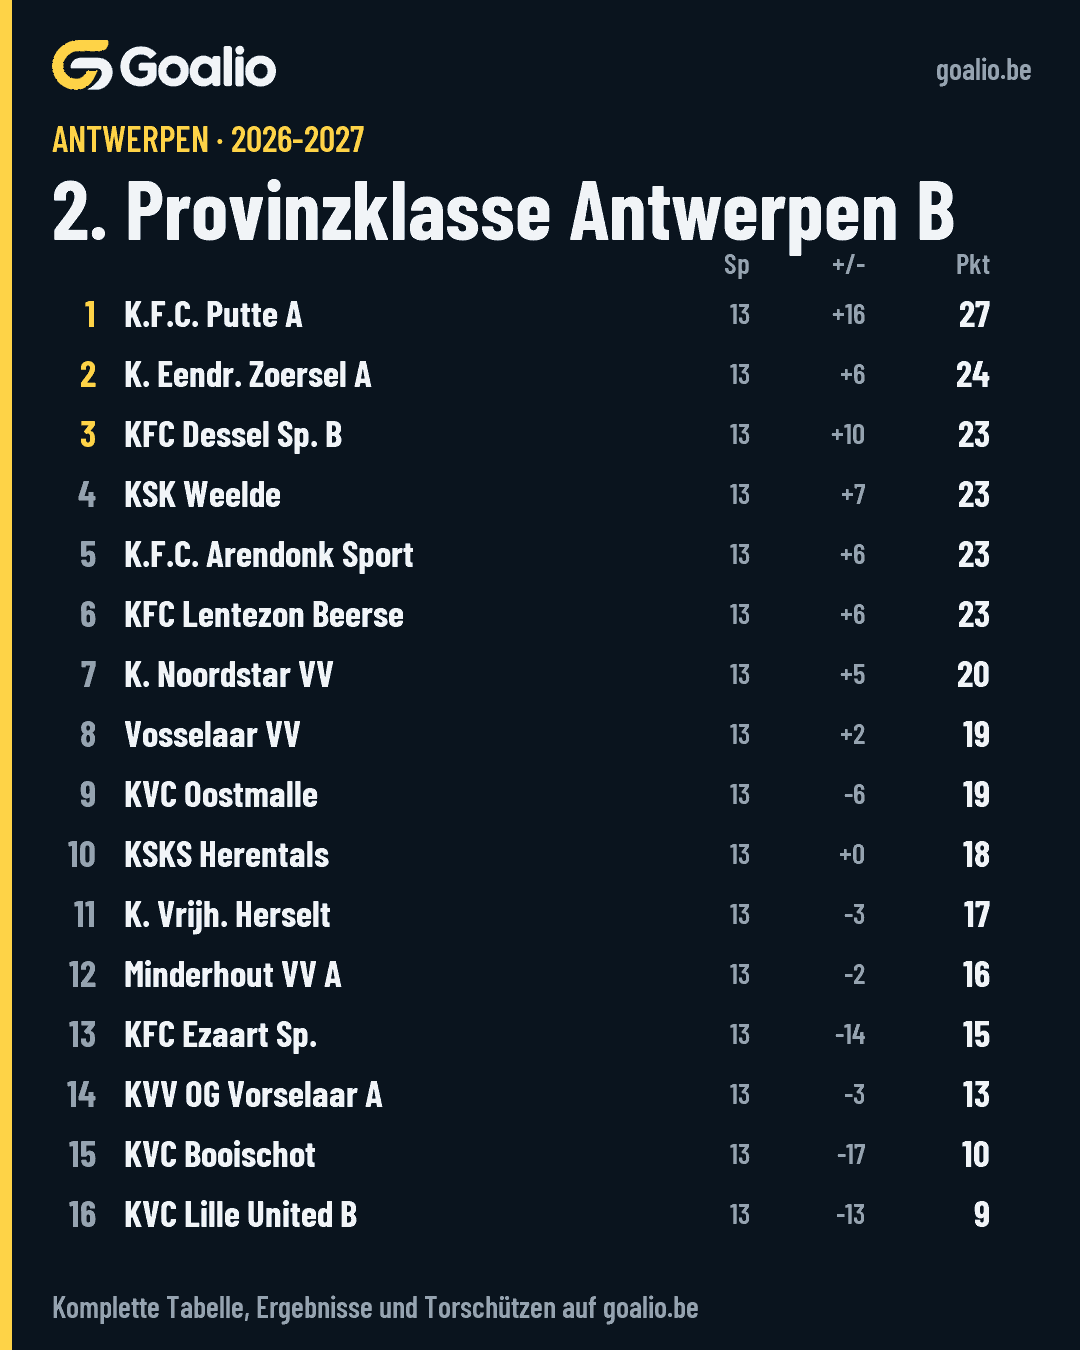 Goalio
goalio.be
ANTWERPEN · 2026-2027
2. Provinzklasse Antwerpen B
Sp +/- Pkt
1 K.F.C. Putte A 13 +16 27
2 K. Eendr. Zoersel A 13 +6 24
3 KFC Dessel Sp. B 13 +10 23
4 KSK Weelde 13 +7 23
5 K.F.C. Arendonk Sport 13 +6 23
6 KFC Lentezon Beerse 13 +6 23
7 K. Noordstar VV 13 +5 20
8 Vosselaar VV 13 +2 19
9 KVC Oostmalle 13 -6 19
10 KSKS Herentals 13 +0 18
11 K. Vrijh. Herselt 13 -3 17
12 Minderhout VV A 13 -2 16
13 KFC Ezaart Sp. 13 -14 15
14 KVV OG Vorselaar A 13 -3 13
15 KVC Booischot 13 -17 10
16 KVC Lille United B 13 -13 9
Komplette Tabelle, Ergebnisse und Torschützen auf goalio.be